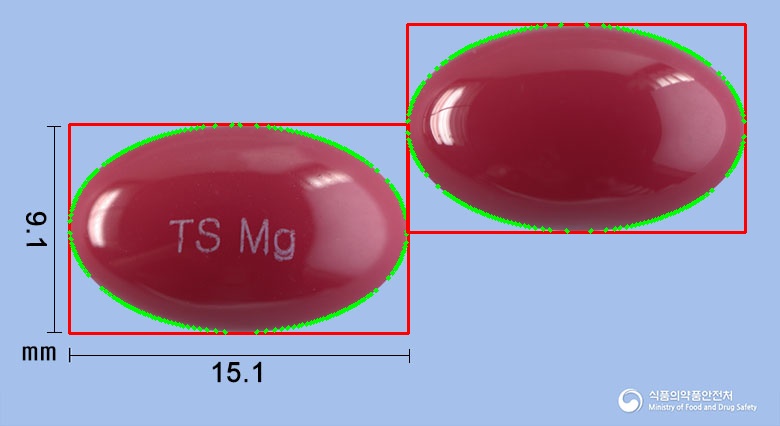 TS Mg
9.1
mm
15.1
식품의약품안전처
Ministry of Food and Drug Safety